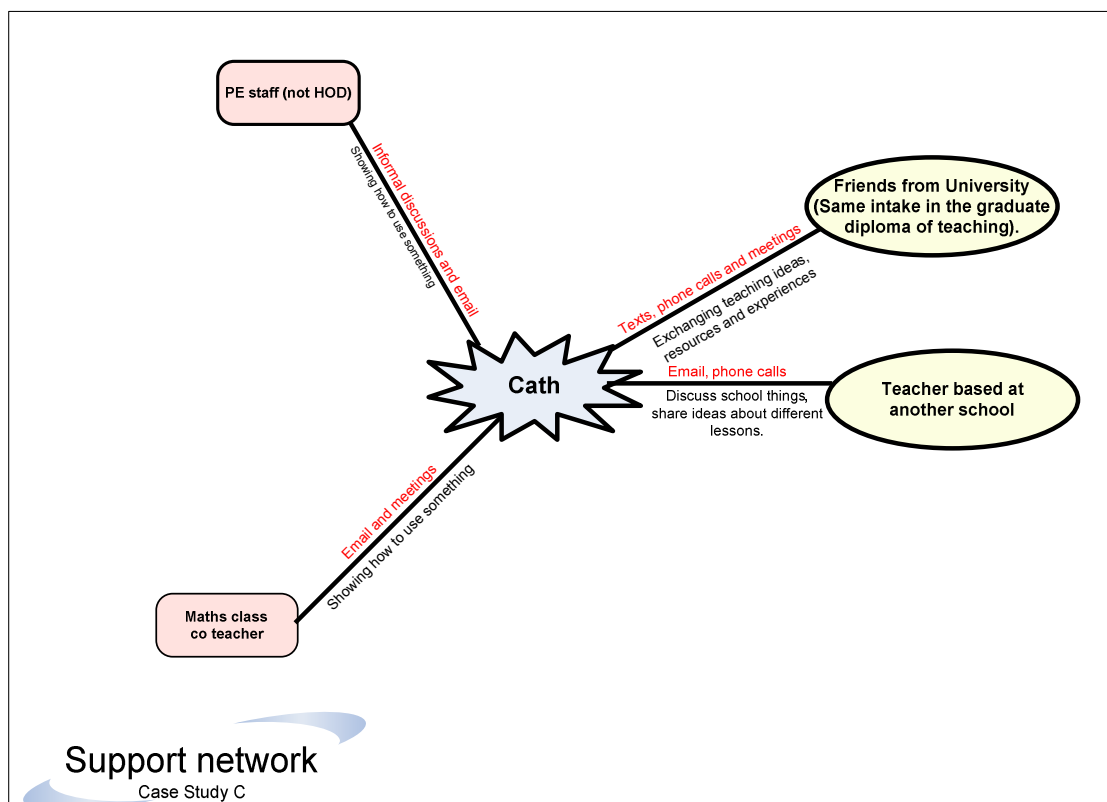 PE staff (not HOD)
Informal discussions and email
Showing how to use something
Friends from University
(Same intake in the graduate
diploma of teaching).
Texts, phone calls and meetings
Exchanging teaching ideas,
resources and experiences
Cath
Email, phone calls
Discuss school things,
share ideas about different
lessons.
Teacher based at
another school
Email and meetings
Showing how to use something
Maths class
co teacher
Support network
Case Study C